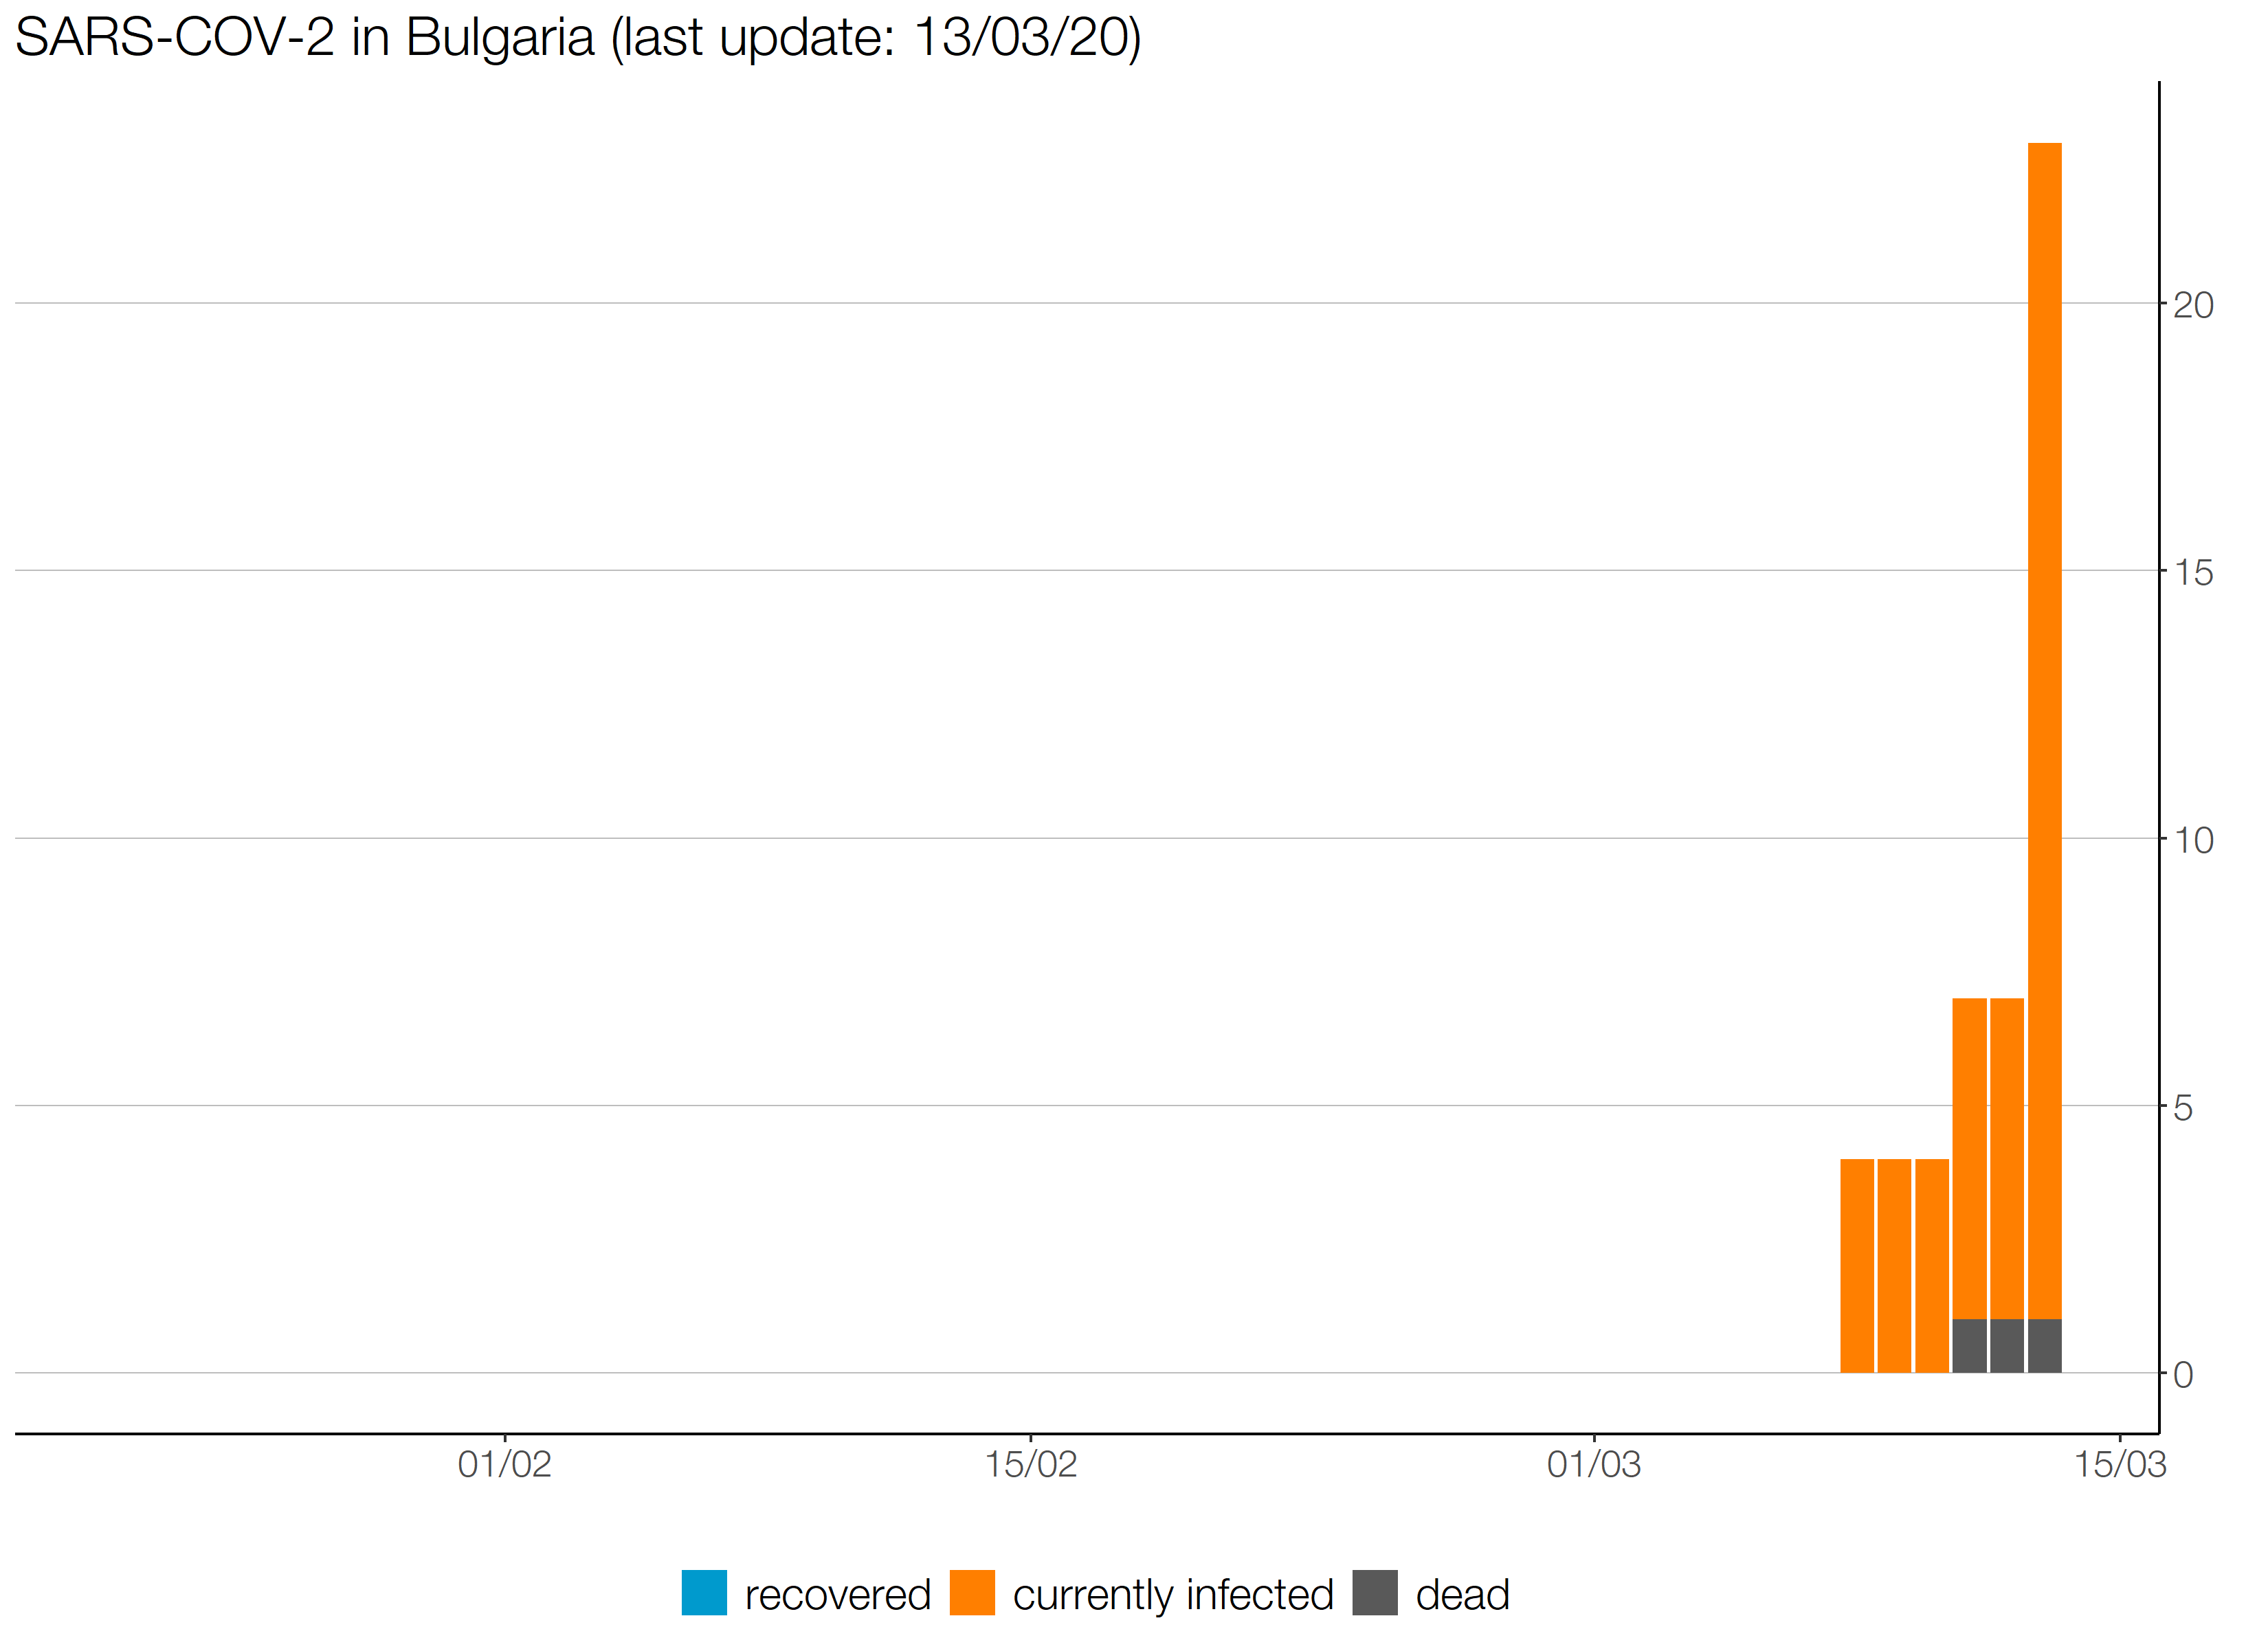 SARS-COV-2 in Bulgaria (last update: 13/03/20)
20
15
10
5
0
01/02 15/02 01/03 15/03
recovered currently infected dead